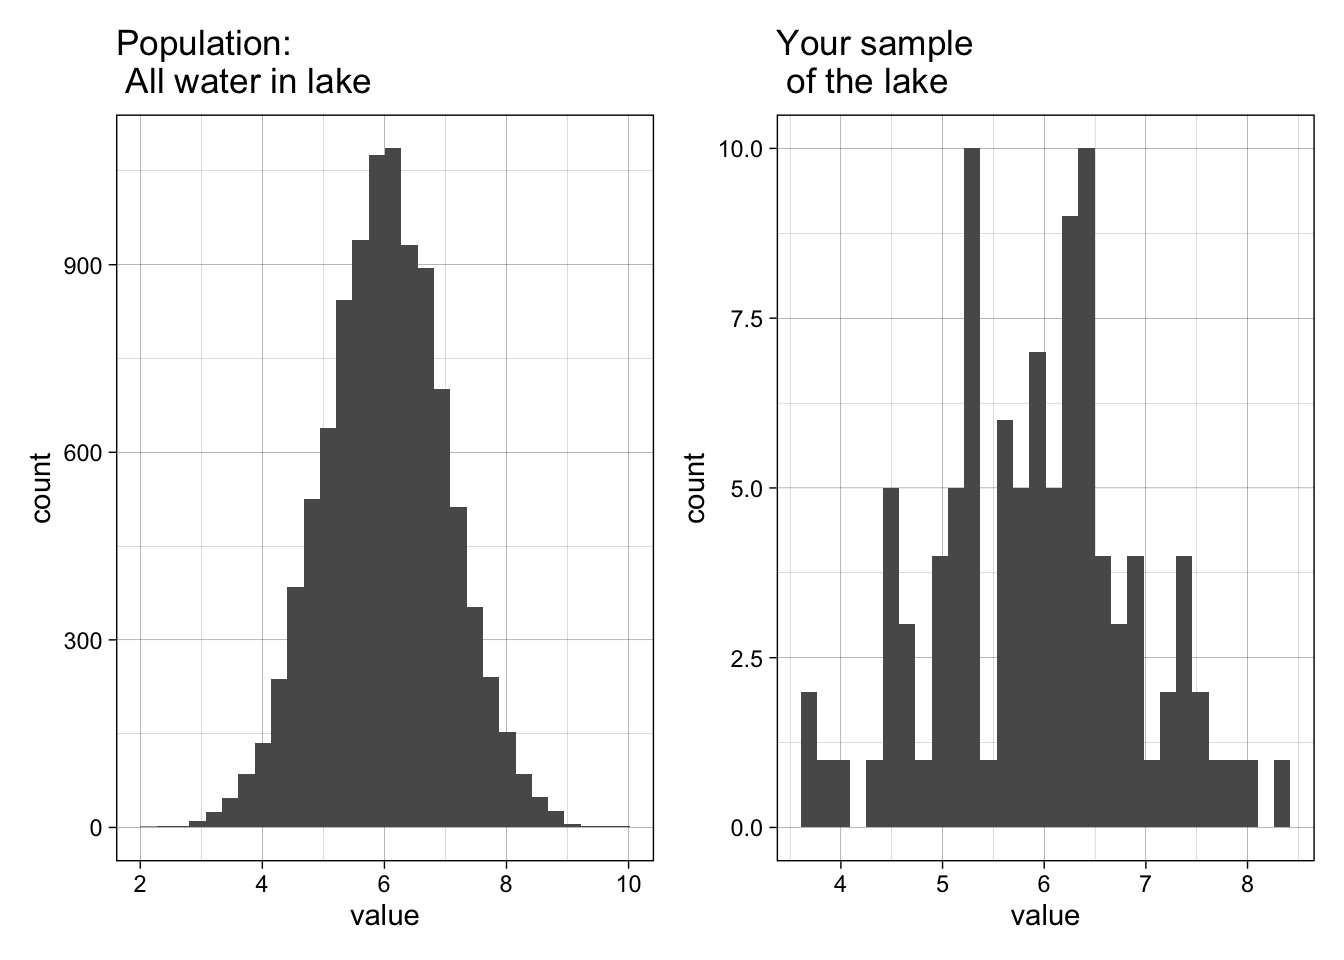 Population:
All water in lake
count
900
600
300
0
2 4 6 8 10
value
Your sample
of the lake
count
10.0
7.5
5.0
2.5
0.0
4 5 6 7 8
value